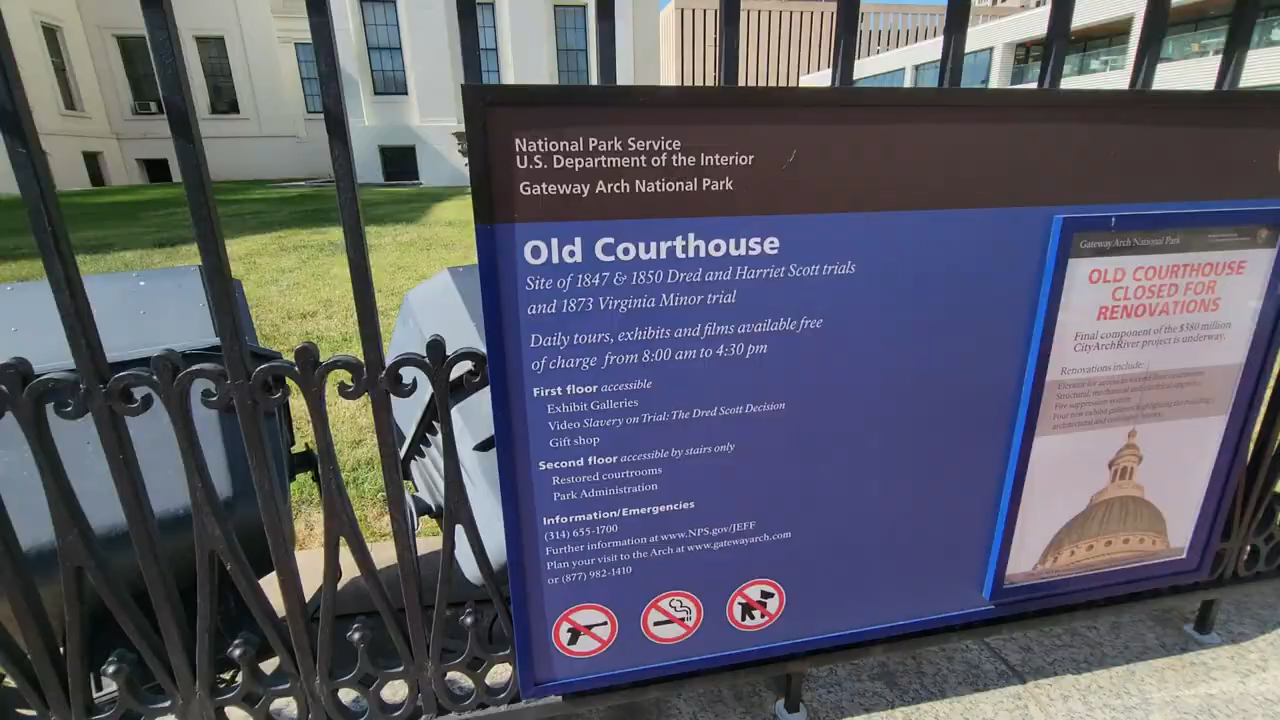 National Park Service
U.S. Department of the Interior
Gateway Arch National Park
Old Courthouse
Site of 1847 & 1850 Dred and Harriet Scott trials
and 1873 Virginia Minor trial
Daily tours, exhibits and films available free
of charge from 8:00 am to 4:30 pm
First floor accessible
Exhibit Galleries
Video Slavery on Trial: The Dred Scott Decision
Gift shop
Second floor accessible by stairs only
Restored courtrooms
Park Administration
Information/Emergencies
(314) 655-1700
Further information at www.NPS.gov/JEFF
Plan your visit to the Arch at www.gatewayarch.com
or (877) 982-1410
Gateway Arch National Park
OLD COURTHOUSE
CLOSED FOR
RENOVATIONS
Final component of the $380 million
CityArchRiver project is underway.
Renovations include:
Structural, mechanical and
Fire suppression system